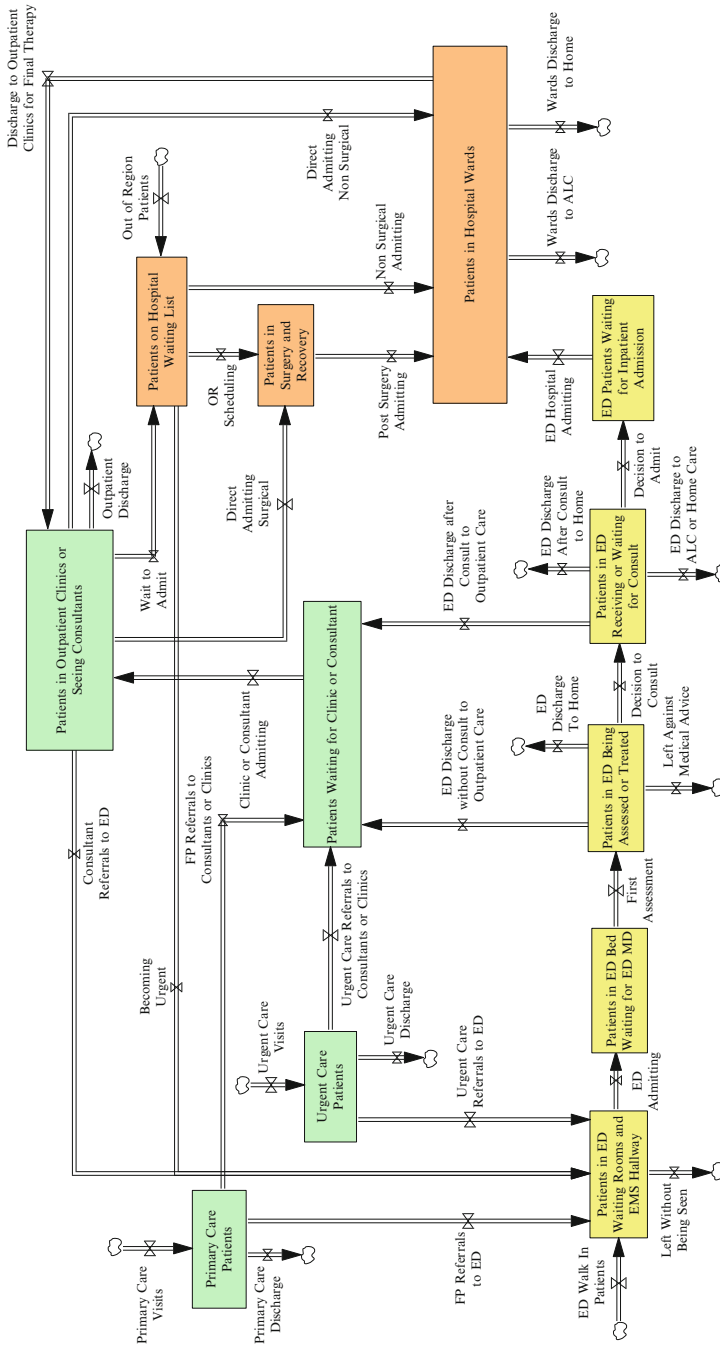 Discharge to Outpatient
Clinics for Final Therapy
Patients in Outpatient Clinics or
Seeing Consultants
Outpatient
Discharge
Consultant
Referrals to ED
Out of Region
Patients
Patients on Hospital
Waiting List
Wait to
Admit
Becoming
Urgent
Direct
Admitting
Non Surgical
Primary Care
Visits
Primary Care
Patients
Primary Care
Discharge
FP Referrals to
Consultants or Clinics
Clinic or Consultant
Admitting
Direct
Admitting
Surgical
OR
Scheduling
Patients in
Surgery and
Recovery
Non Surgical
Admitting
Post Surgery
Admitting
Urgent Care
Visits
Urgent Care
Patients
Urgent Care
Discharge
Urgent Care Referrals to
Consultants or Clinics
Patients Waiting for Clinic or Consultant
Patients in Hospital Wards
FP Referrals
to ED
Urgent Care
Referrals to ED
ED Discharge
without Consult to
Outpatient Care
ED Discharge after
Consult to
Outpatient Care
ED
Discharge
To Home
ED Discharge
After Consult
to Home
ED Hospital
Admitting
Wards Discharge
to ALC
Wards Discharge
to Home
ED Walk In
Patients
Patients in ED
Waiting Rooms and
EMS Hallway
ED
Admitting
Patients in ED Bed
Waiting for ED MD
First
Assessment
Patients in ED Being
Assessed or Treated
Decision to
Consult
Patients in ED
Receiving or Waiting
for Consult
Decision to
Admit
ED Patients Waiting
for Inpatient
Admission
Left Without
Being Seen
Left Against
Medical Advice
ED Discharge to
ALC or Home Care